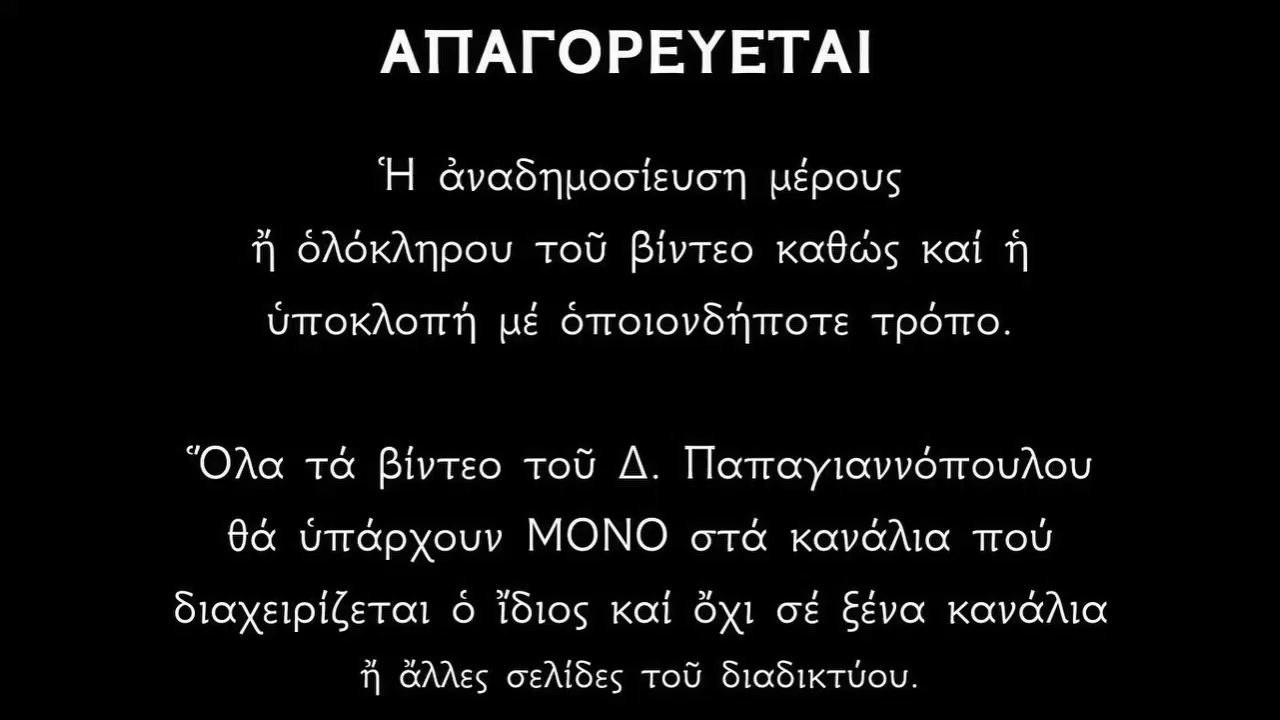 ΑΠΑΓΟΡΕΥΕΤΑΙ
Ἡ ἀναδημοσίευση μέρους
ἤ ὁλόκληρου τοῦ βίντεο καθώς καί ἡ
ὑποκλοπή μέ ὁποιονδήποτε τρόπο.
Ὅλα τά βίντεο τοῦ Δ. Παπαγιαννόπουλου
θά ὑπάρχουν ΜΟΝΟ στά κανάλια πού
διαχειρίζεται ὁ ἴδιος καί ὄχι σέ ξένα κανάλια
ἤ ἄλλες σελίδες τοῦ διαδικτύου.